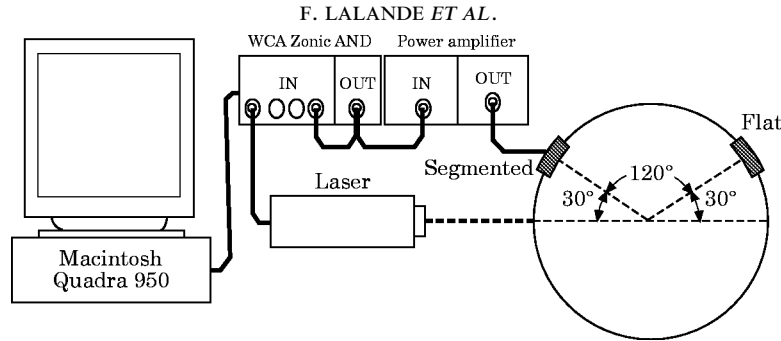 F. LALANDE ET AL.
WCA Zonic AND
Power amplifier
IN
OUT
IN
OUT
Flat
Segmented
120°
30°
30°
Laser
Macintosh
Quadra 950